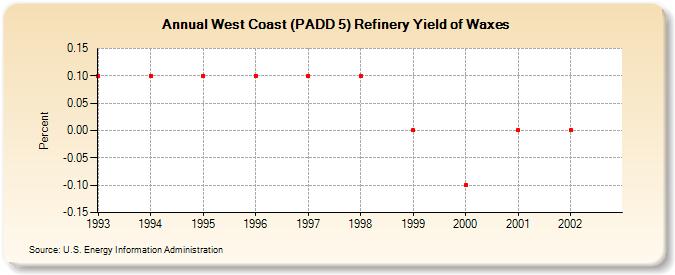 Annual West Coast (PADD 5) Refinery Yield of Waxes
Percent
0.15
0.10
0.05
0.00
-0.05
-0.10
-0.15
1993 1994 1995 1996 1997 1998 1999 2000 2001 2002
Source: U.S. Energy Information Administration